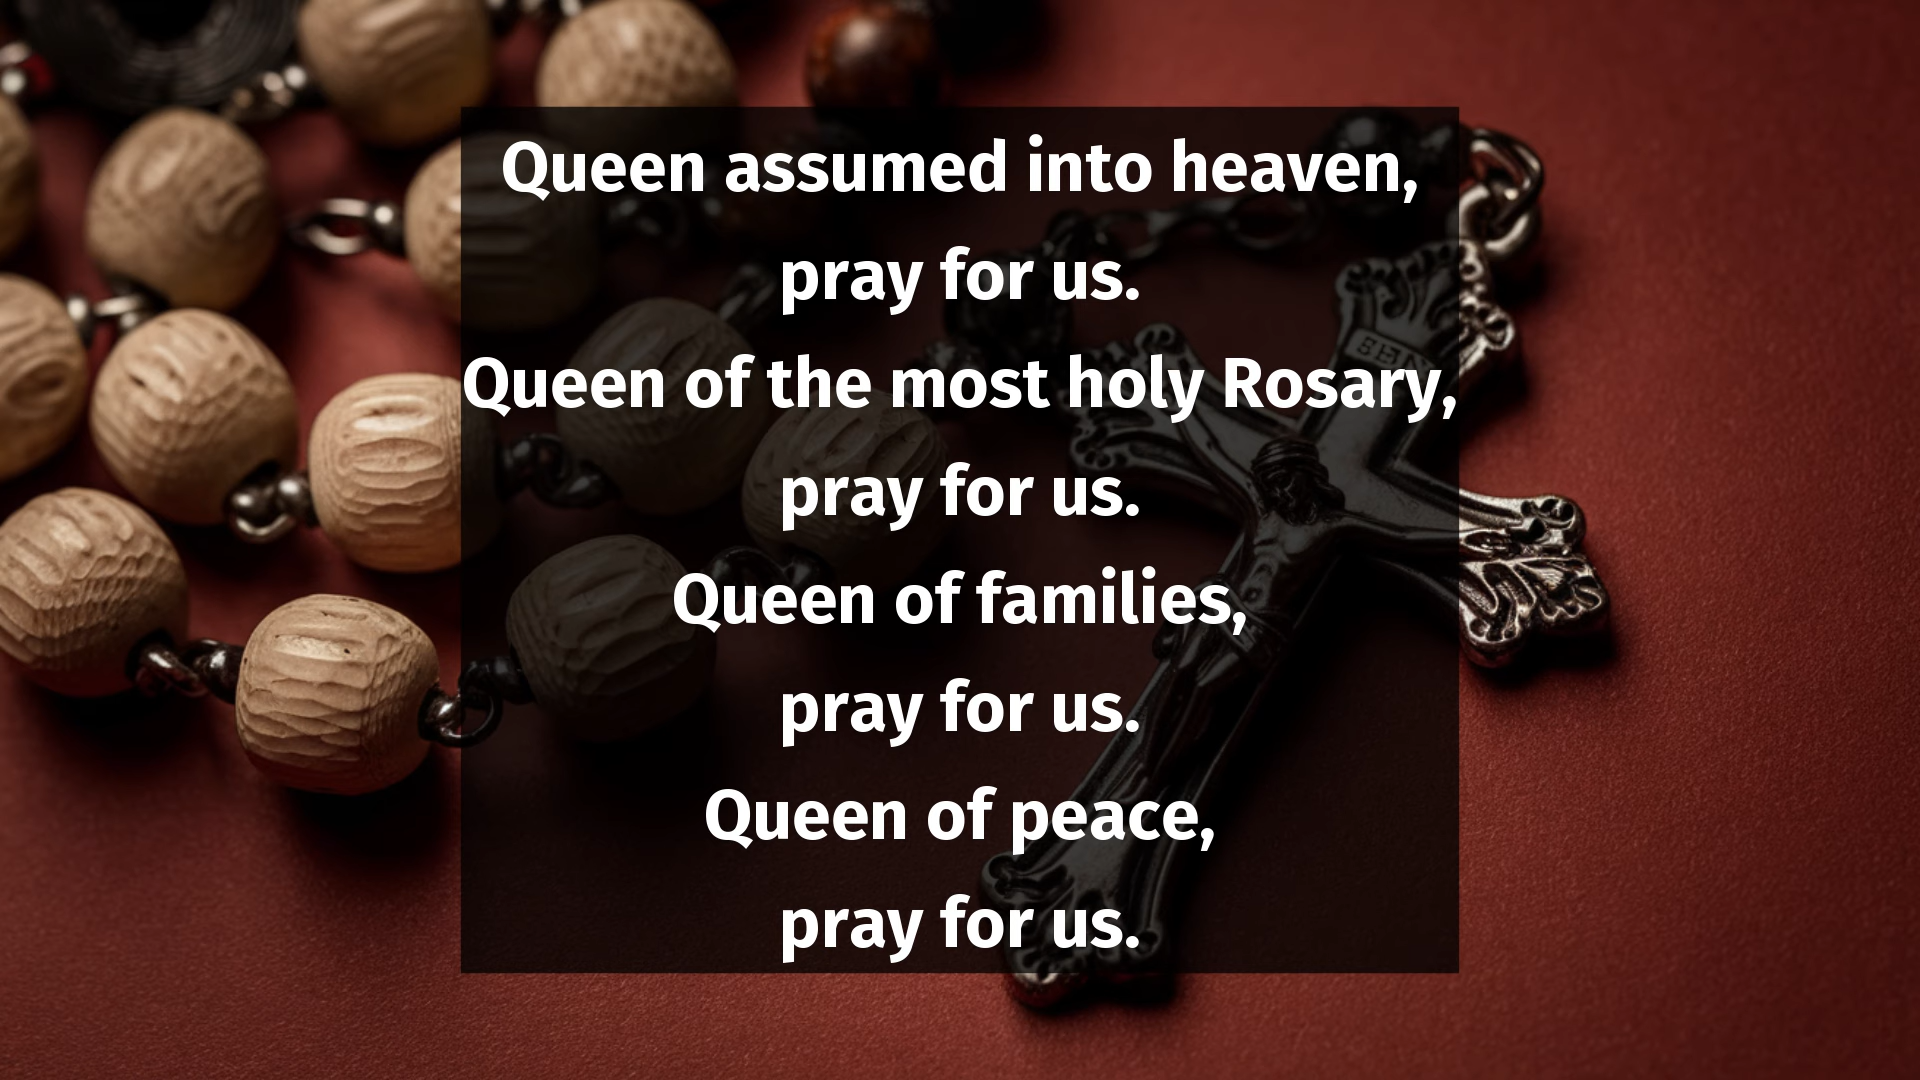 Queen assumed into heaven,
pray for us.
Queen of the most holy Rosary,
pray for us.
Queen of families,
pray for us.
Queen of peace,
pray for us.